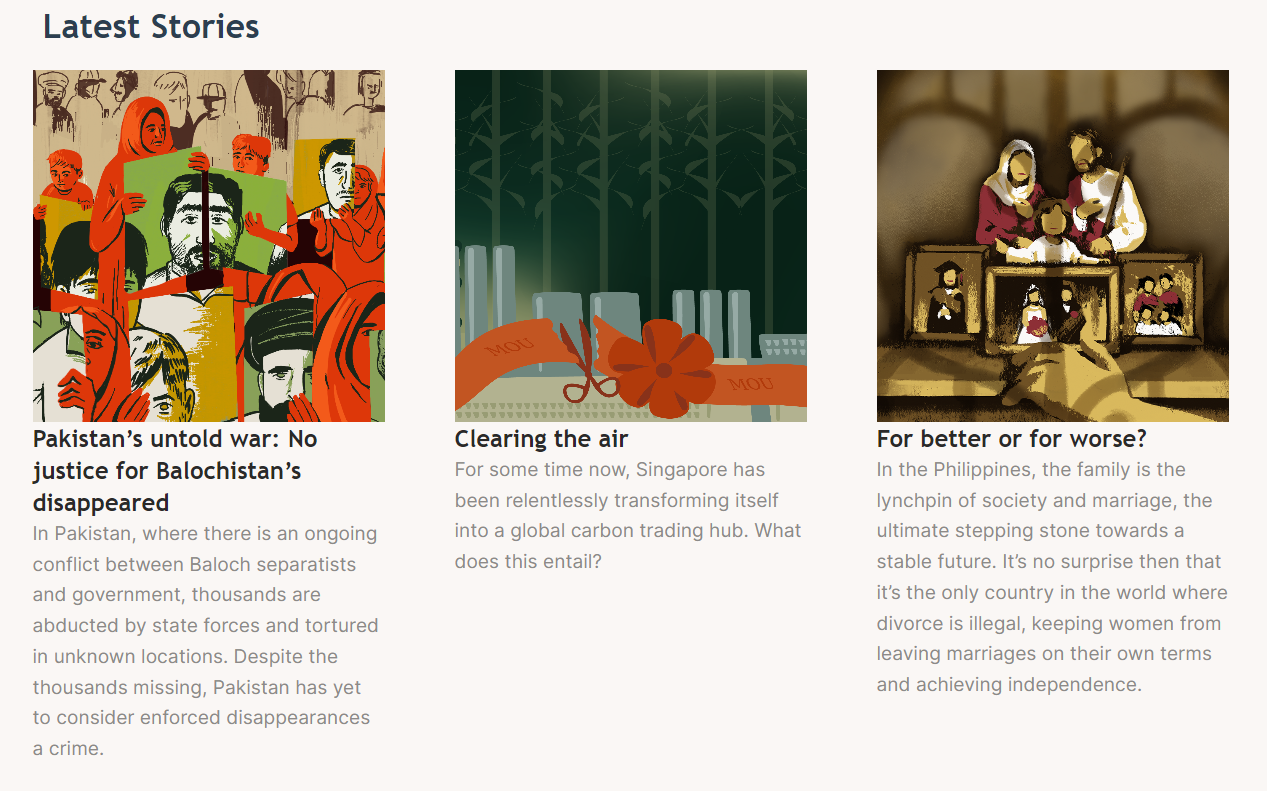 Latest Stories
MOU
MOU
Pakistan’s untold war: No
justice for Balochistan’s
disappeared
In Pakistan, where there is an ongoing
conflict between Baloch separatists
and government, thousands are
abducted by state forces and tortured
in unknown locations. Despite the
thousands missing, Pakistan has yet
to consider enforced disappearances
a crime.
Clearing the air
For some time now, Singapore has
been relentlessly transforming itself
into a global carbon trading hub. What
does this entail?
For better or for worse?
In the Philippines, the family is the
lynchpin of society and marriage, the
ultimate stepping stone towards a
stable future. It’s no surprise then that
it’s the only country in the world where
divorce is illegal, keeping women from
leaving marriages on their own terms
and achieving independence.